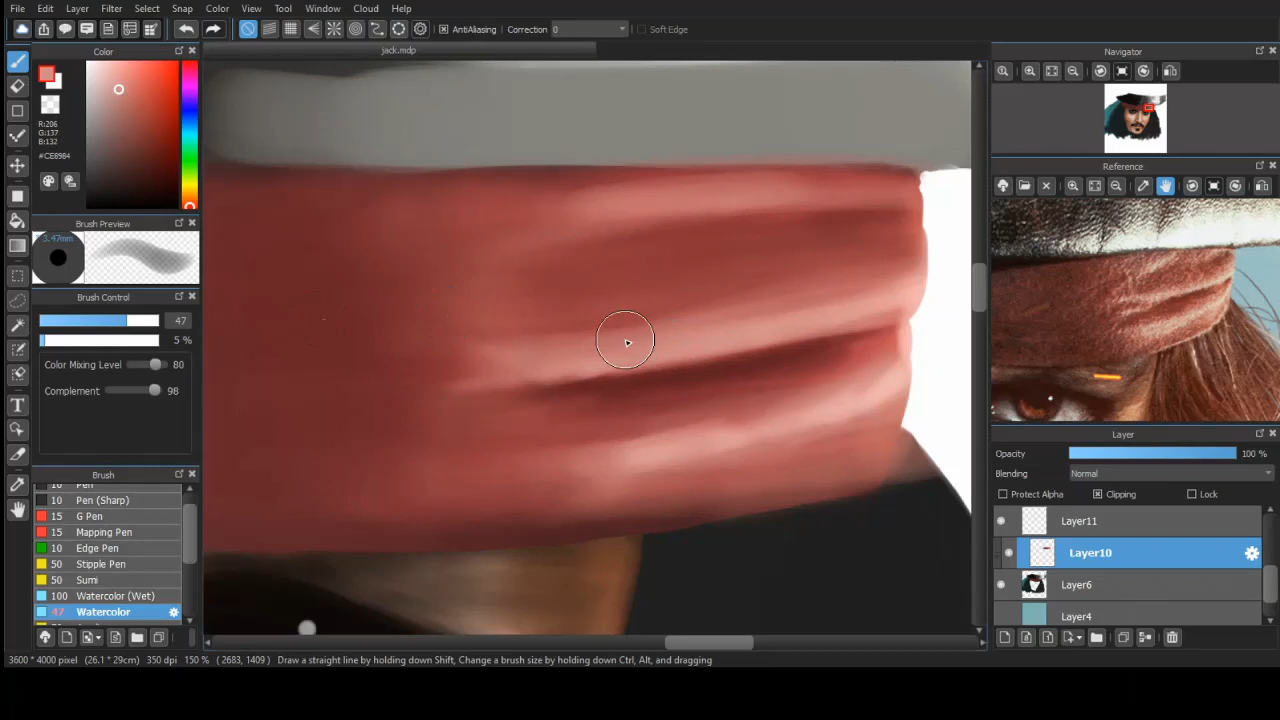 File Edit Layer Filter Select Snap Color View Tool Window Cloud Help
AntiAliasing Correction 0 Soft Edge
Color
jack.mdp
Navigator
R:206
G:137
B:132
#CE8984
Reference
Brush Preview
3.47mm
Brush Control
47
5 %
Color Mixing Level 80
Complement 98
Layer
Opacity 100 %
Blending Normal
Protect Alpha Clipping Lock
Brush
10 Pen
10 Pen (Sharp)
15 G Pen
15 Mapping Pen
10 Edge Pen
50 Stipple Pen
50 Sumi
100 Watercolor (Wet)
47 Watercolor
Layer11
Layer10
Layer6
Layer4
3600 * 4000 pixel (26.1 * 29cm) 350 dpi 150 % ( 2683, 1409 ) Draw a straight line by holding down Shift, Change a brush size by holding down Ctrl, Alt, and dragging